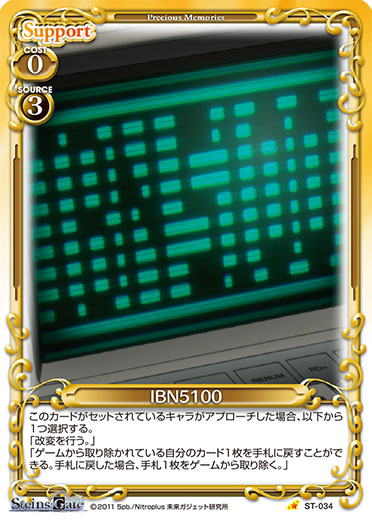 Precious Memories
Support
COST
0
SOURCE
3
RENUM
RD+
IBN5100
このカードがセットされているキャラがアプローチした場合、以下から
1つ選択する。
「改変を行う。」
「ゲームから取り除かれている自分のカード1枚を手札に戻すことがで
きる。手札に戻した場合、手札1枚をゲームから取り除く。」
Steins;Gate
©2011 5pb./Nitroplus 未来ガジェット研究所
ST-034